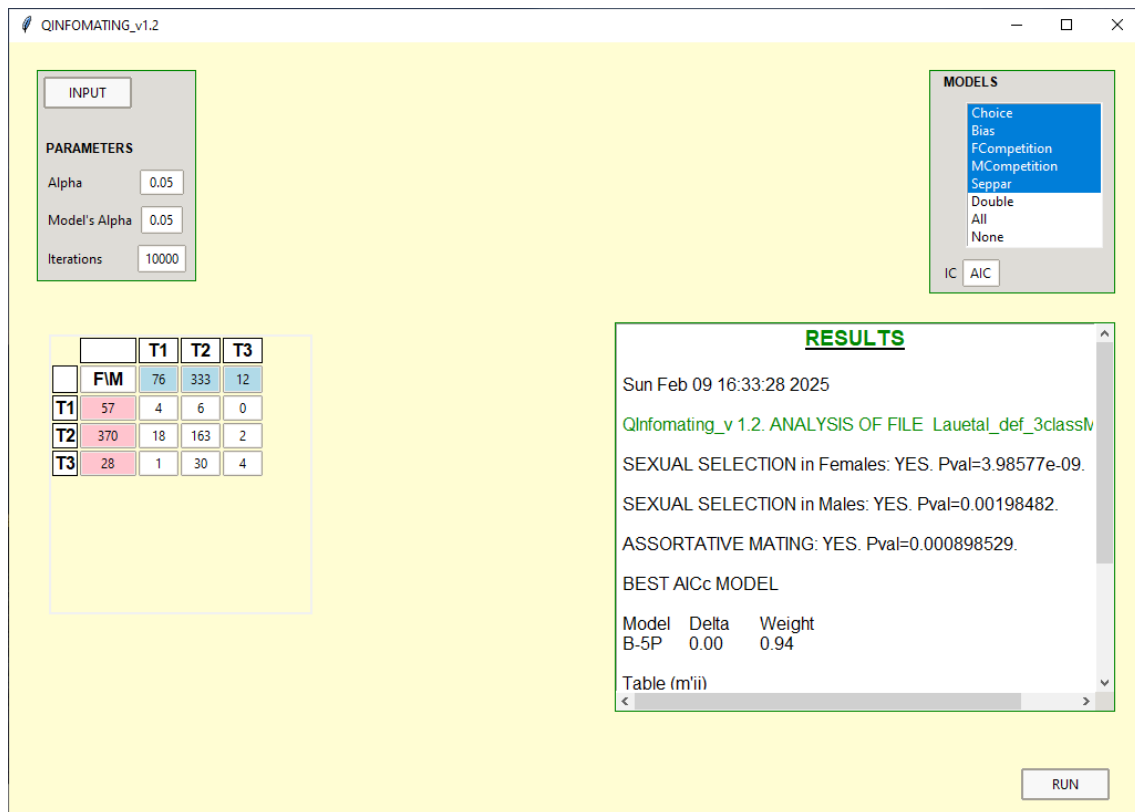 QINFOMATING_v1.2
INPUT
PARAMETERS
Alpha 0.05
Model's Alpha 0.05
Iterations 10000
MODELS
Choice
Bias
FCompetition
MCompetition
Seppar
Double
All
None
IC AIC
T1 T2 T3
F\M 76 333 12
T1 57 4 6 0
T2 370 18 163 2
T3 28 1 30 4
RESULTS
Sun Feb 09 16:33:28 2025
QInfomating_v 1.2. ANALYSIS OF FILE Lauetal_def_3classM
SEXUAL SELECTION in Females: YES. Pval=3.98577e-09.
SEXUAL SELECTION in Males: YES. Pval=0.00198482.
ASSORTATIVE MATING: YES. Pval=0.000898529.
BEST AICc MODEL
Model Delta Weight
B-5P 0.00 0.94
Table (m'ii)
RUN